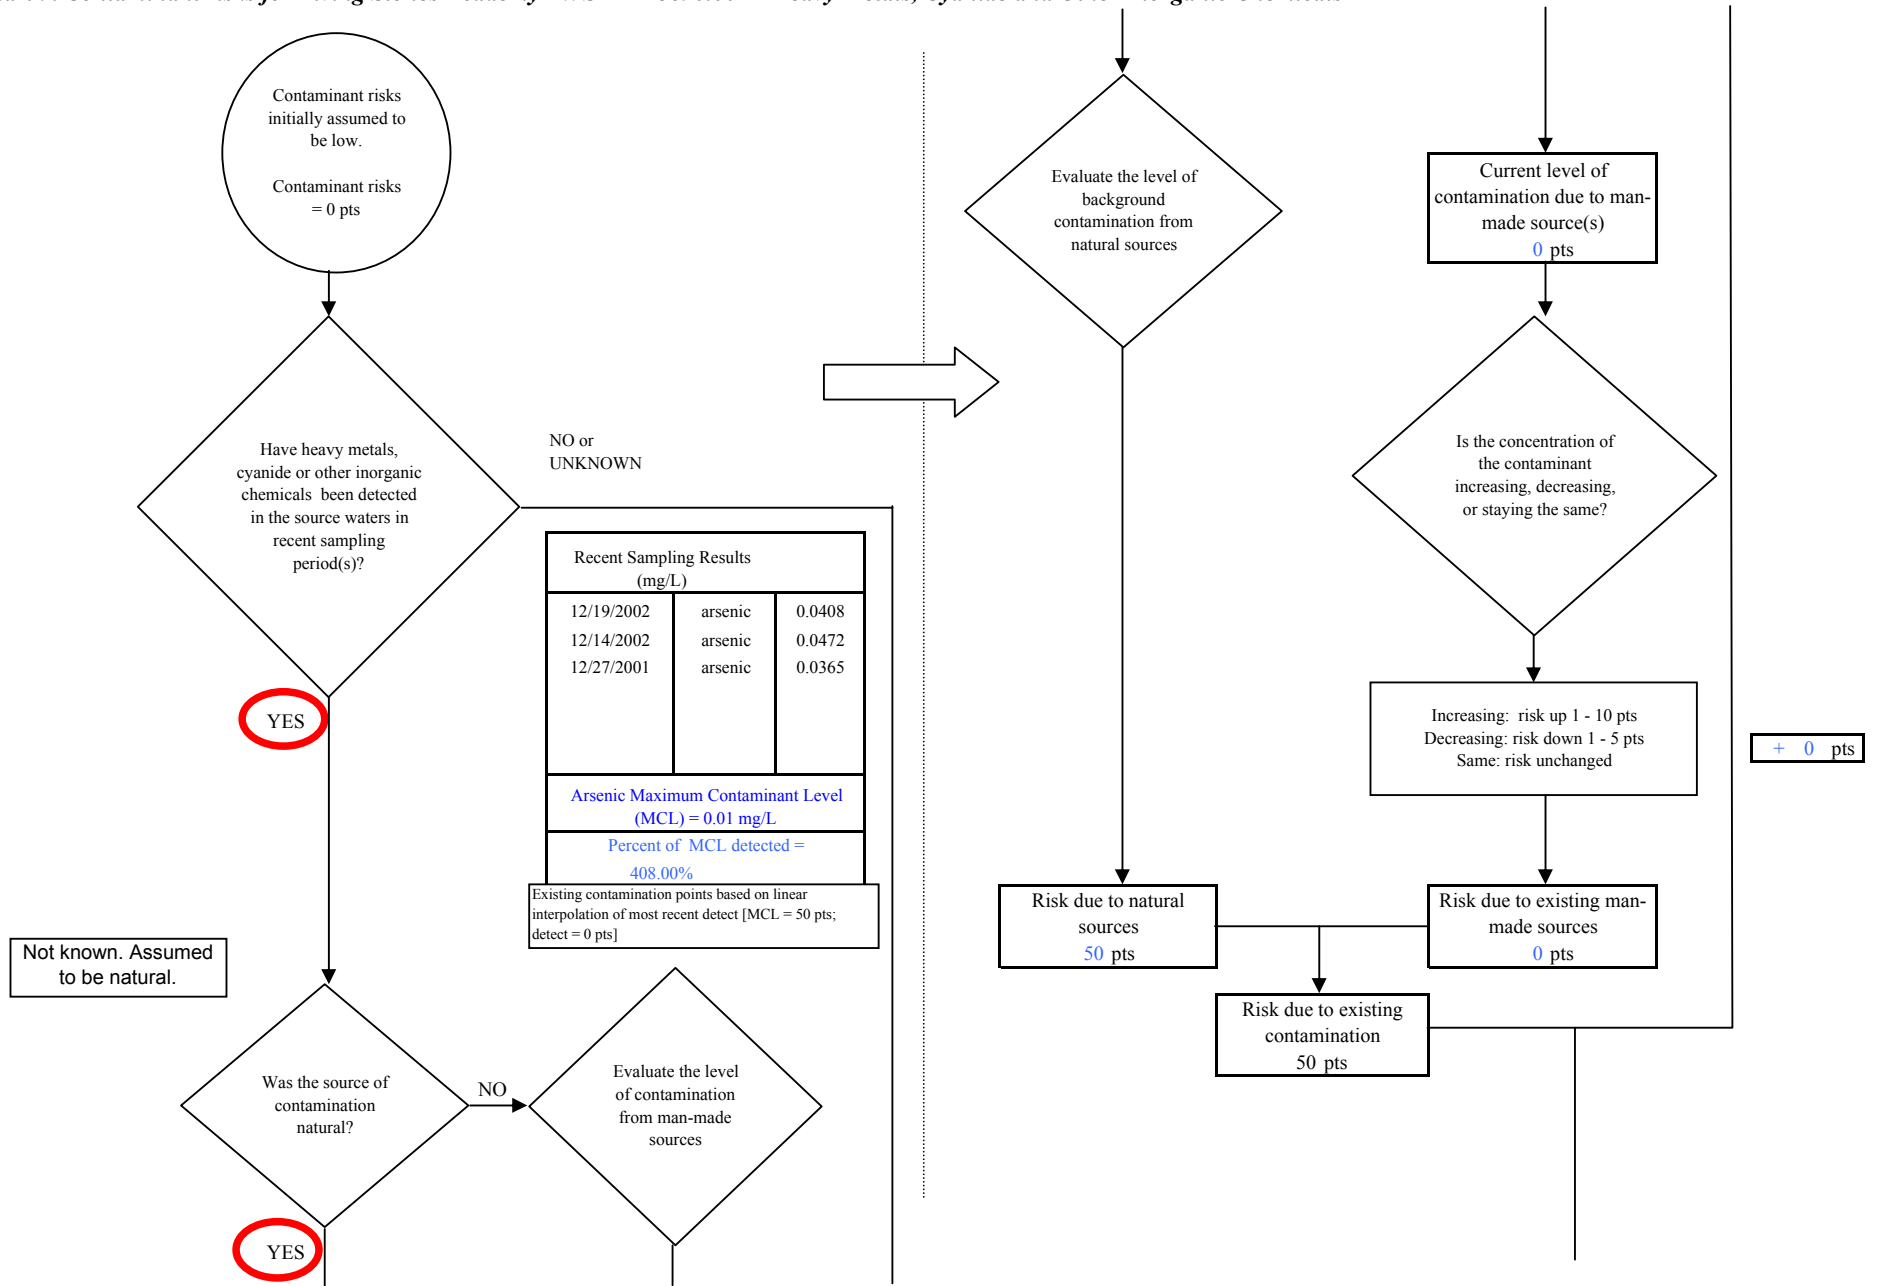 Contaminant risks
initially assumed to
be low.
Contaminant risks
= 0 pts
Have heavy metals,
cyanide or other inorganic
chemicals been detected
in the source waters in
recent sampling
period(s)?
NO or
UNKNOWN
YES
Recent Sampling Results
(mg/L)
12/19/2002 arsenic 0.0408
12/14/2002 arsenic 0.0472
12/27/2001 arsenic 0.0365
Arsenic Maximum Contaminant Level
(MCL) = 0.01 mg/L
Percent of MCL detected =
408.00%
Existing contamination points based on linear
interpolation of most recent detect [MCL = 50 pts;
detect = 0 pts]
Not known. Assumed
to be natural.
Was the source of
contamination
natural?
NO
YES
Evaluate the level
of contamination
from man-made
sources
Evaluate the level of
background
contamination from
natural sources
Current level of
contamination due to man-
made source(s)
0 pts
Is the concentration of
the contaminant
increasing, decreasing,
or staying the same?
Increasing: risk up 1 - 10 pts
Decreasing: risk down 1 - 5 pts
Same: risk unchanged
+ 0 pts
Risk due to natural
sources
50 pts
Risk due to existing man-
made sources
0 pts
Risk due to existing
contamination
50 pts